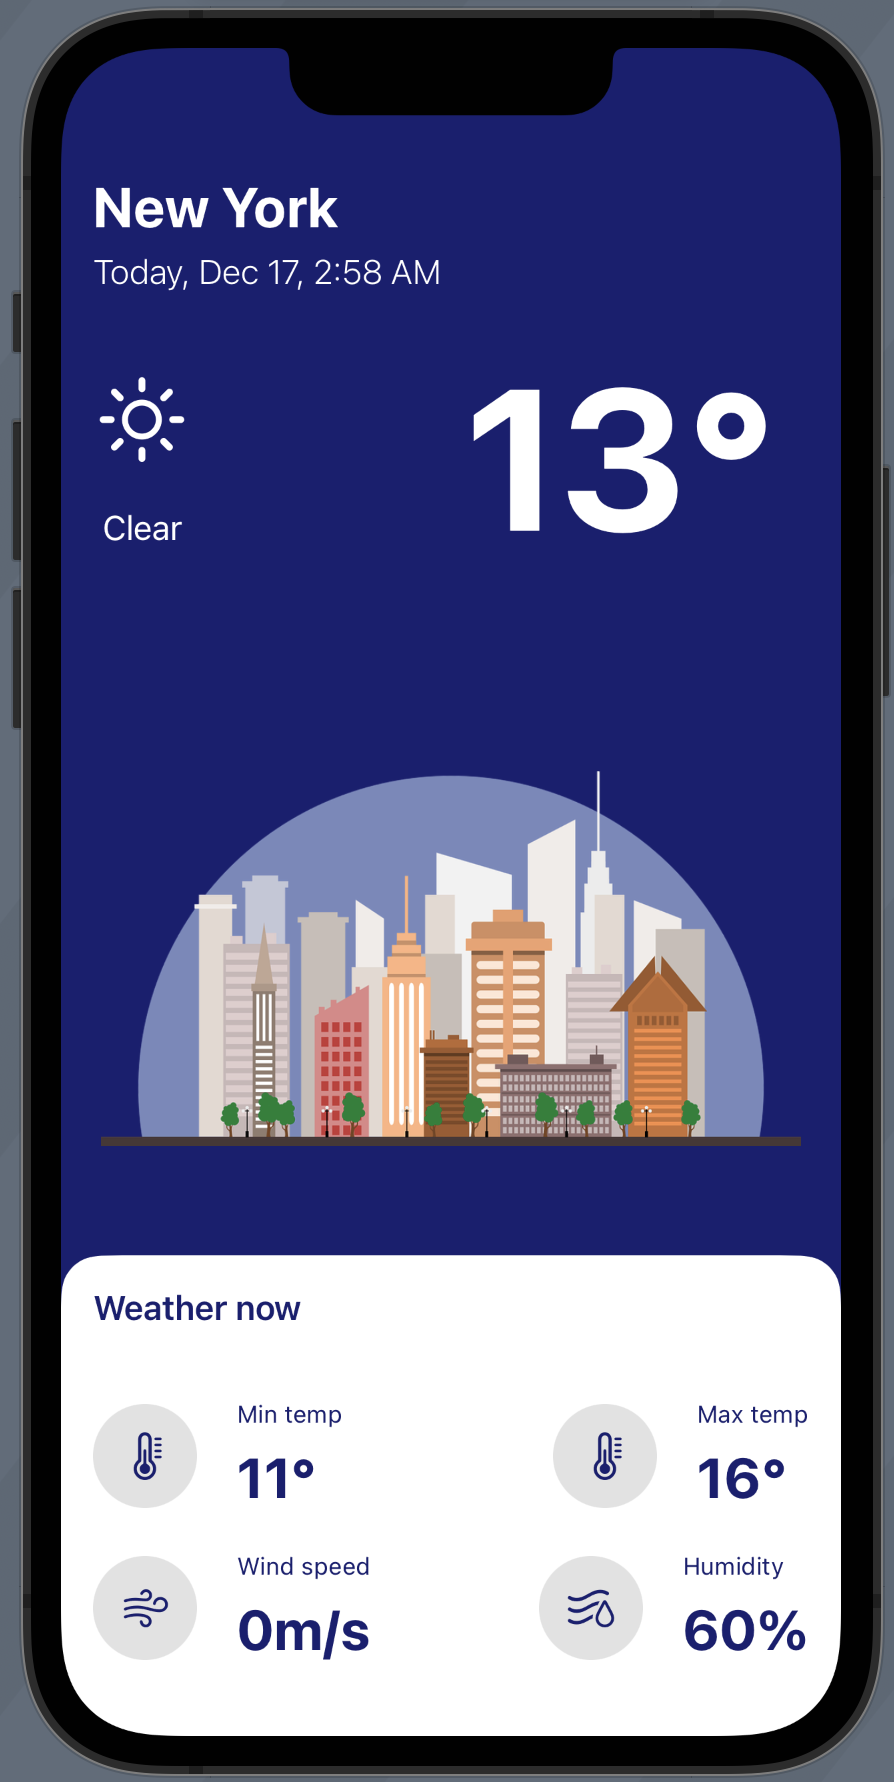 New York
Today, Dec 17, 2:58 AM
13°
Clear
Weather now
Min temp
11°
Max temp
16°
Wind speed
0m/s
Humidity
60%